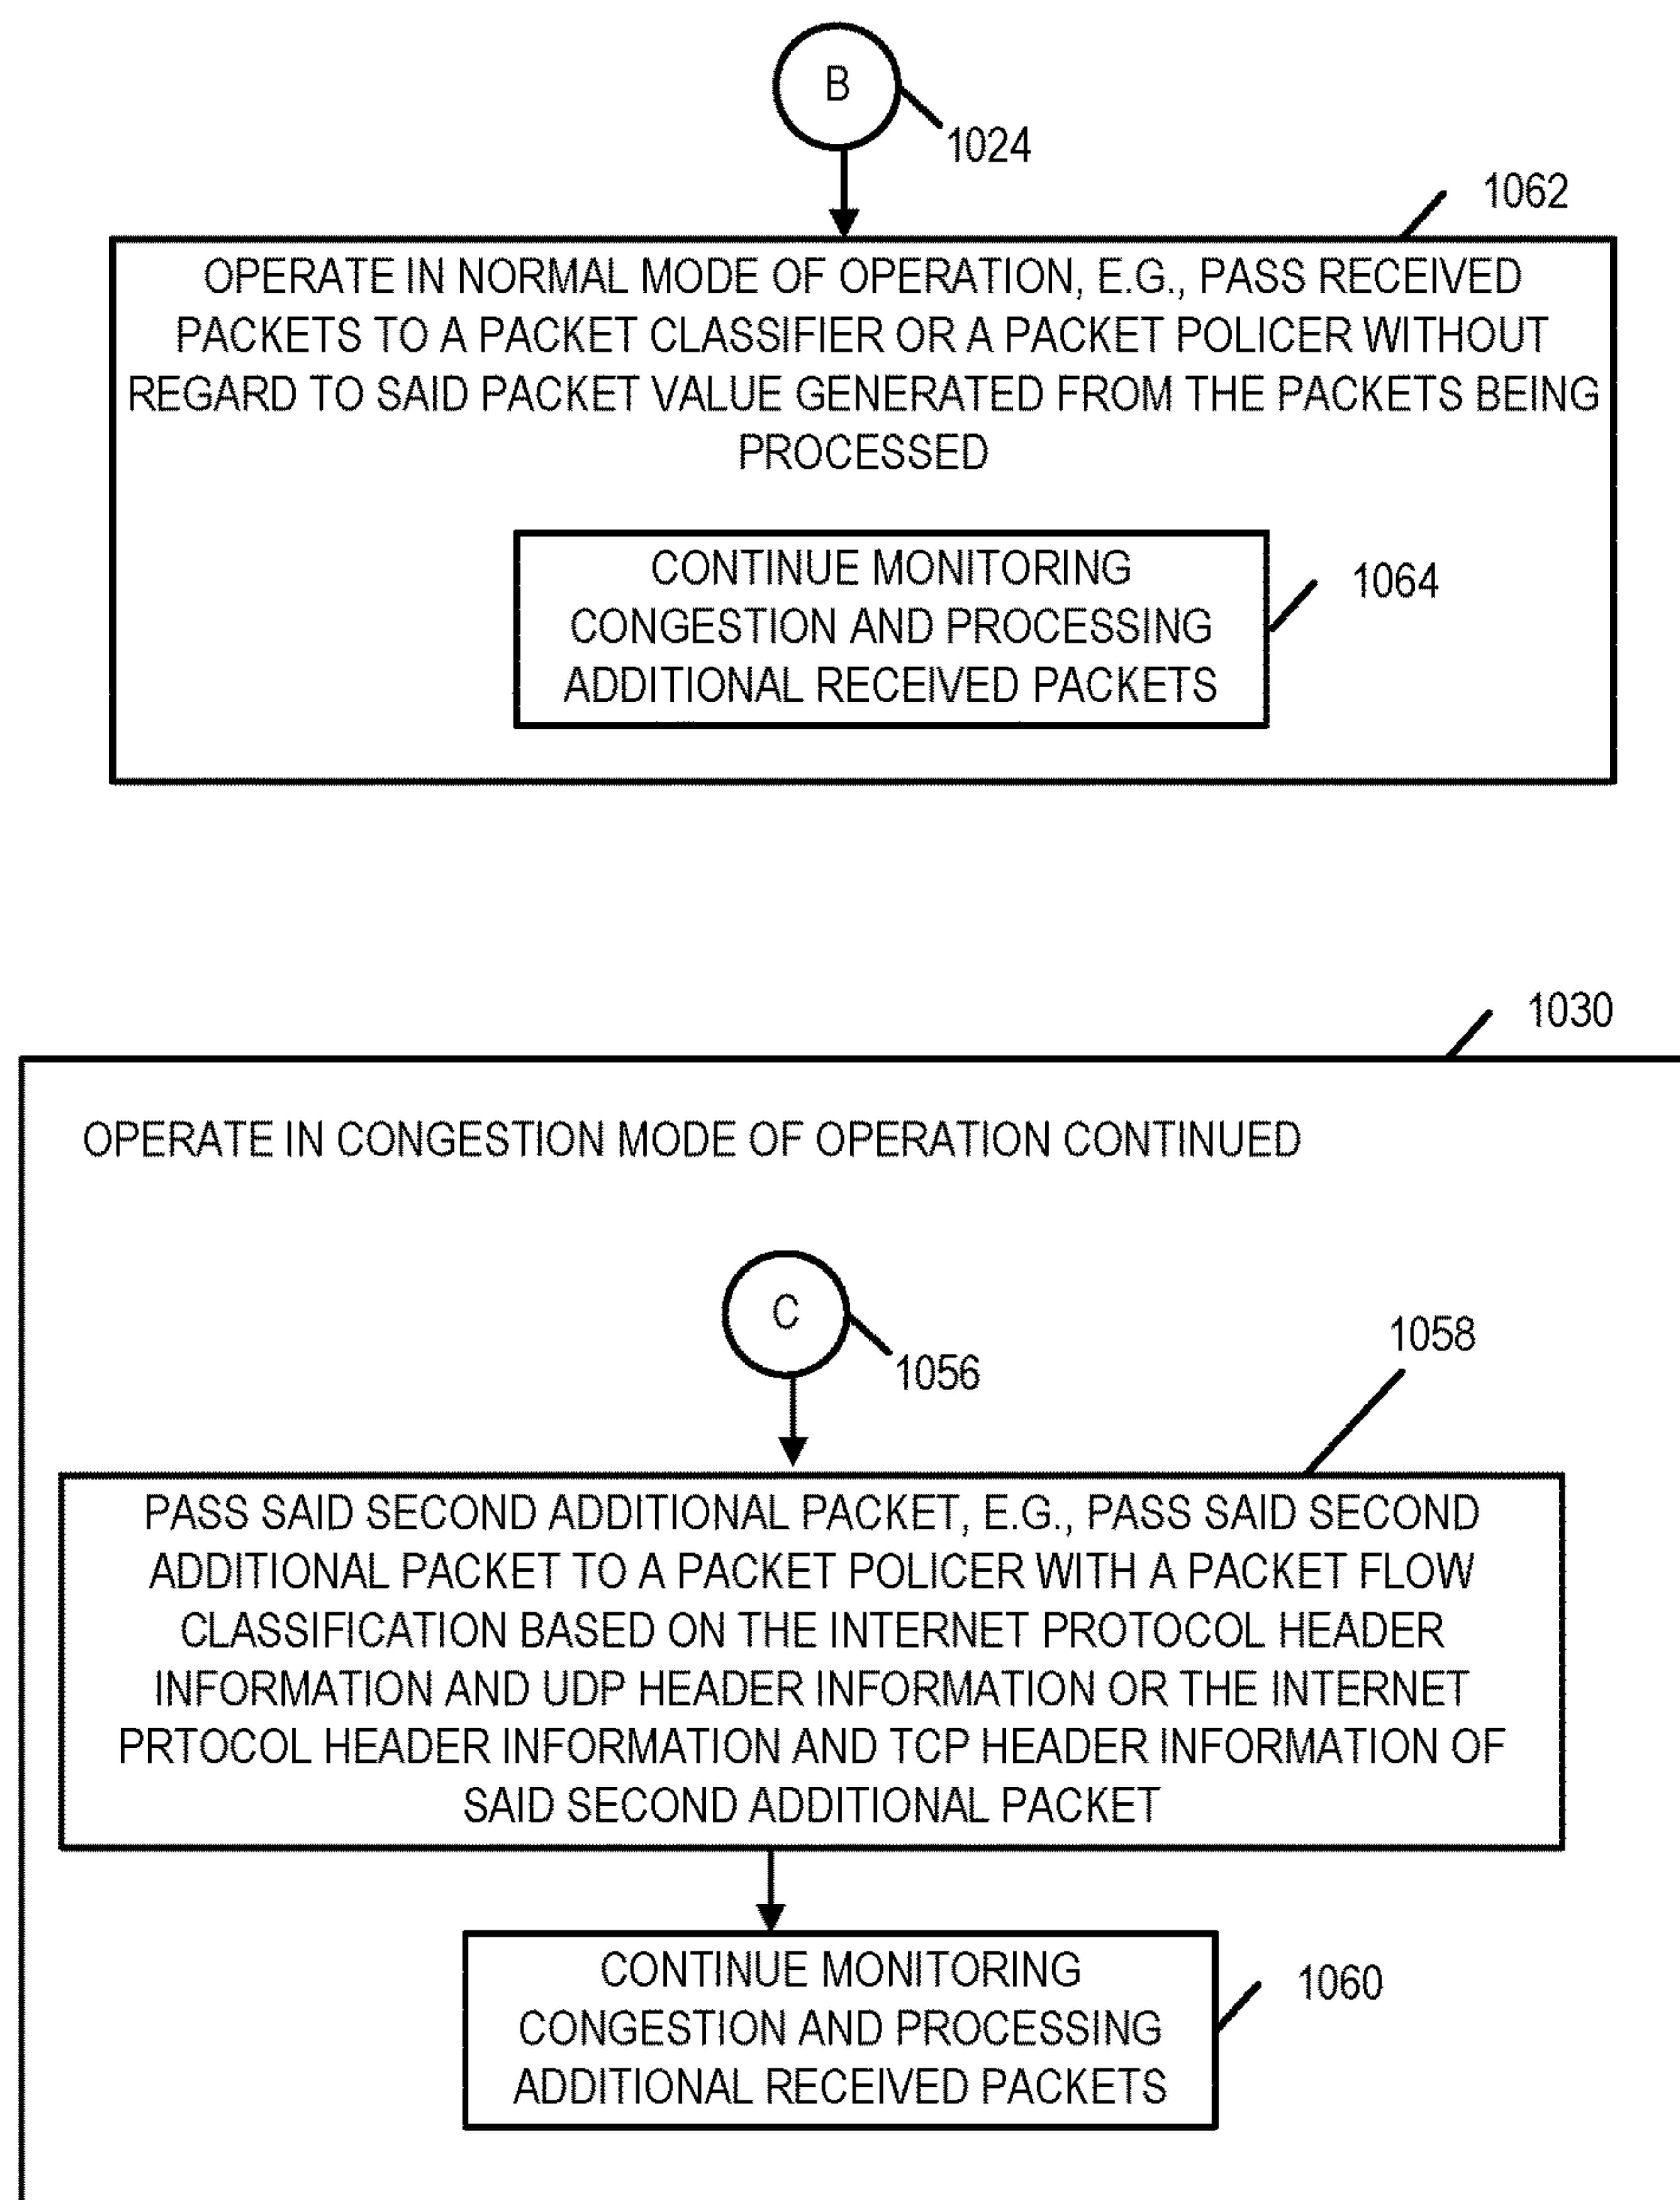 B
1024
1062
OPERATE IN NORMAL MODE OF OPERATION, E.G., PASS RECEIVED
PACKETS TO A PACKET CLASSIFIER OR A PACKET POLICER WITHOUT
REGARD TO SAID PACKET VALUE GENERATED FROM THE PACKETS BEING
PROCESSED
CONTINUE MONITORING
CONGESTION AND PROCESSING
ADDITIONAL RECEIVED PACKETS
1064
1030
OPERATE IN CONGESTION MODE OF OPERATION CONTINUED
C
1056
1058
PASS SAID SECOND ADDITIONAL PACKET, E.G., PASS SAID SECOND
ADDITIONAL PACKET TO A PACKET POLICER WITH A PACKET FLOW
CLASSIFICATION BASED ON THE INTERNET PROTOCOL HEADER
INFORMATION AND UDP HEADER INFORMATION OR THE INTERNET
PRTOCOL HEADER INFORMATION AND TCP HEADER INFORMATION OF
SAID SECOND ADDITIONAL PACKET
CONTINUE MONITORING
CONGESTION AND PROCESSING
ADDITIONAL RECEIVED PACKETS
1060